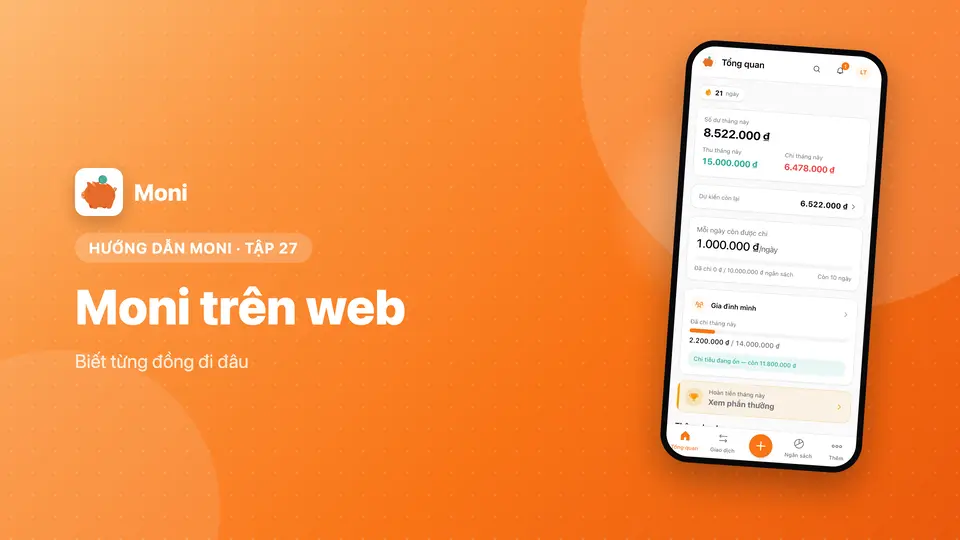 Moni
HƯỚNG DẪN MONI · TẬP 27
Moni trên web
Biết từng đồng đi đâu
Tổng quan
LT
21 ngày
Số dư tháng này
8.522.000 đ
Thu tháng này
Chi tháng này
15.000.000 đ
6.478.000 đ
Dự kiến còn lại
6.522.000 đ
Mỗi ngày còn được chi
1.000.000 đ/ngày
Đã chi 0 đ / 10.000.000 đ ngân sách
Còn 10 ngày
Gia đình mình
Đã chi tháng này
2.200.000 đ / 14.000.000 đ
Chi tiêu đang ổn — còn 11.800.000 đ
Hoàn tiền tháng này
Xem phần thưởng
Tổng quan
Giao dịch
Ngân sách
Thêm